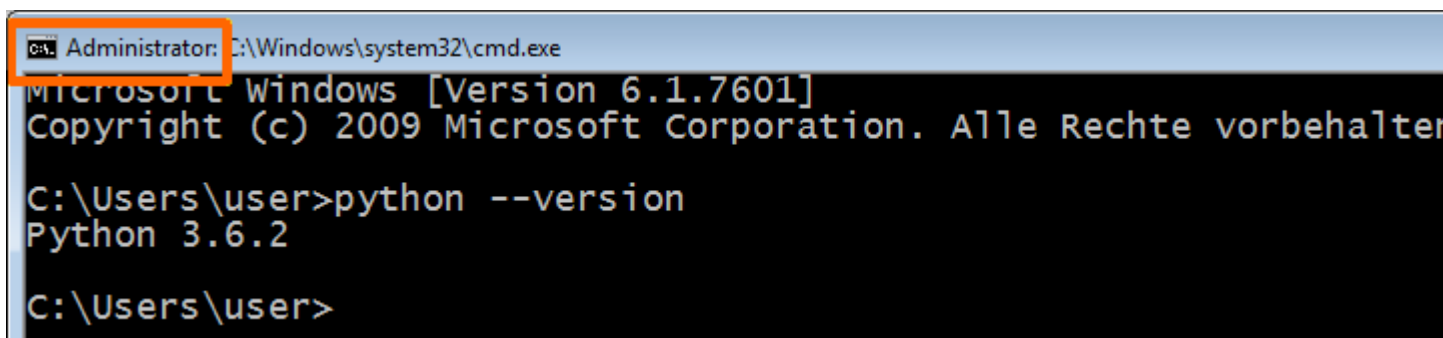 Administrator: C:\Windows\system32\cmd.exe
Microsoft Windows [Version 6.1.7601]
Copyright (c) 2009 Microsoft Corporation. Alle Rechte vorbehalten
C:\Users\user>python --version
Python 3.6.2
C:\Users\user>